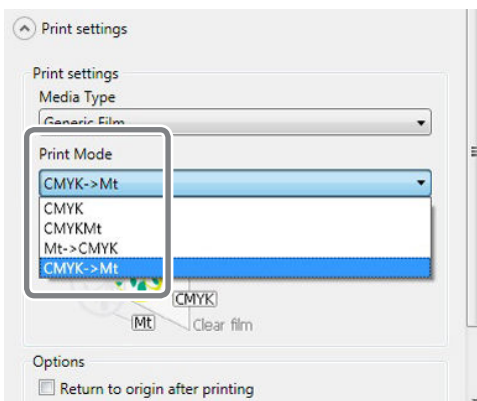 Print settings
Print settings
Media Type
Generic Film
Print Mode
CMYK->Mt
CMYK
CMYKMt
Mt->CMYK
CMYK->Mt
CMYK
Mt Clear film
Options
Return to origin after printing